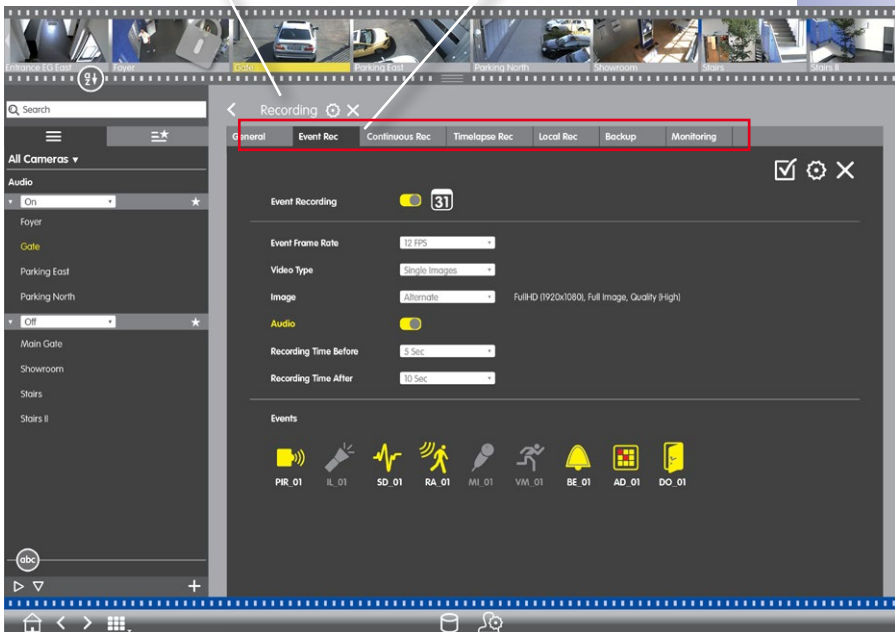 Entrance EG East Foyer Gate Parking East Parking North Showroom Stairs Stairs II
Search
Recording
General Event Rec Continuous Rec Timelapse Rec Local Rec Backup Monitoring
All Cameras
Audio
On
Foyer
Gate
Parking East
Parking North
Off
Main Gate
Showroom
Stairs
Stairs II
abc
Event Recording 31
Event Frame Rate 12 FPS
Video Type Single Images
Image Alternate FullHD (1920x1080), Full Image, Quality (High)
Audio
Recording Time Before 5 Sec
Recording Time After 10 Sec
Events
PIR_01 IL_01 SD_01 RA_01 MI_01 VM_01 BE_01 AD_01 DO_01